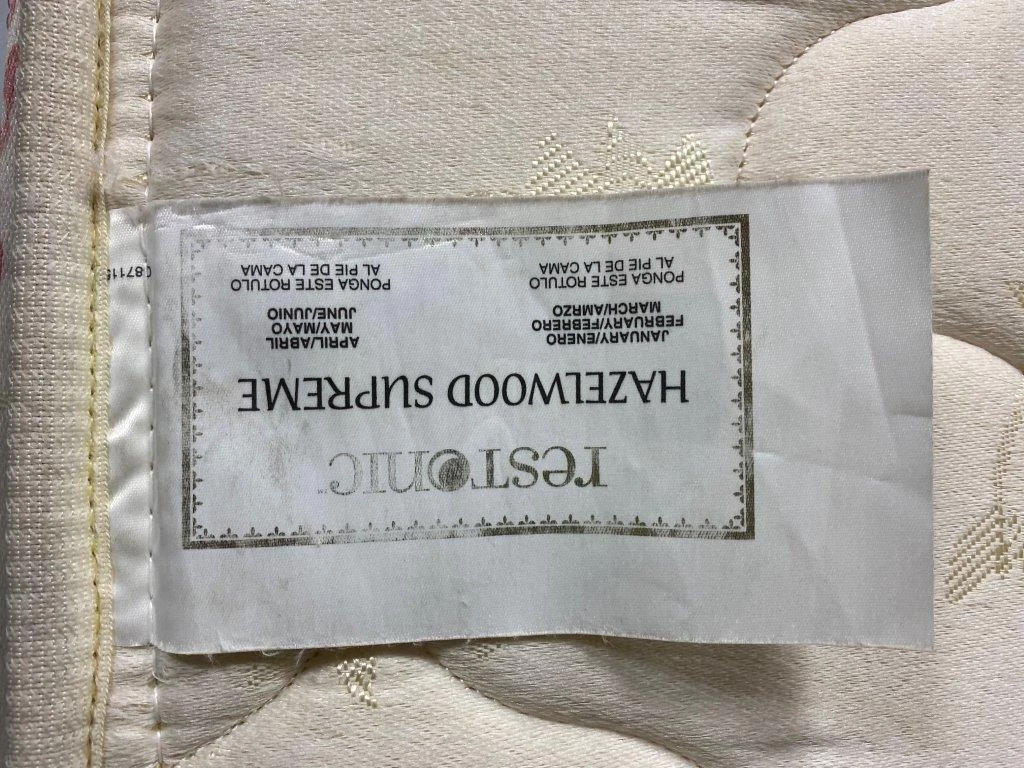 resTonic™
HAZELWOOD SUPREME
JANUARY/ENERO
FEBRUARY/FEBRERO
MARCH/AMRZO
PONGA ESTE ROTULO
AL PIE DE LA CAMA
APRIL/ABRIL
MAY/MAYO
JUNE/JUNIO
PONGA ESTE ROTULO
AL PIE DE LA CAMA